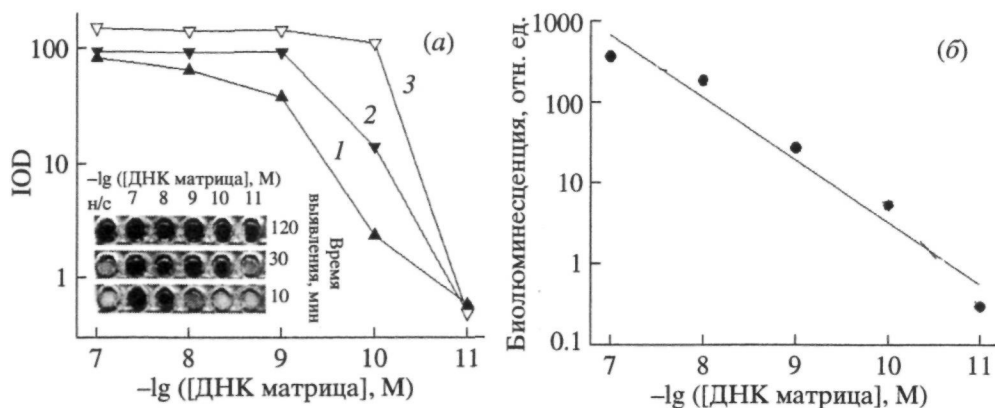 100
10
1
IOD
(а)
1
2
3
–lg ([ДНК матрица], М)
н/с 7 8 9 10 11
120
30
10
Время
выявления, мин
7 8 9 10 11
–lg ([ДНК матрица], М)
Биолюминесценция, отн. ед.
1000
100
10
1
0.1
(б)
7 8 9 10 11
–lg ([ДНК матрица], М)